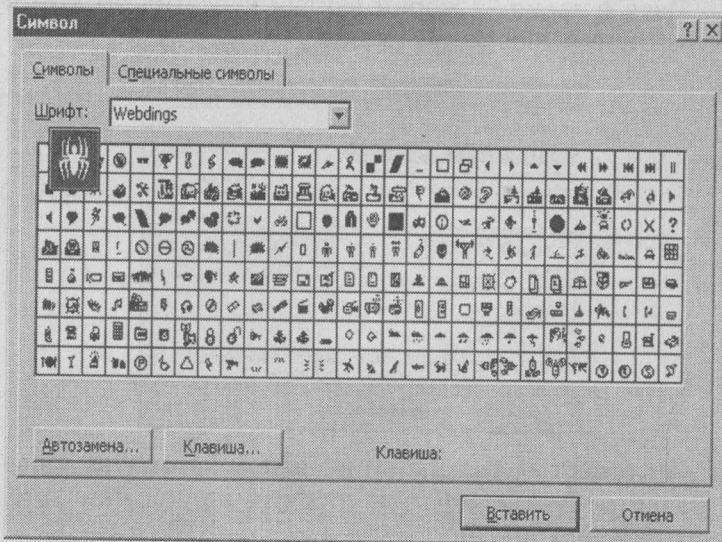 Символ
Символы
Специальные символы
Шрифт:
Webdings
Автозамена...
Клавиша...
Клавиша:
Вставить
Отмена